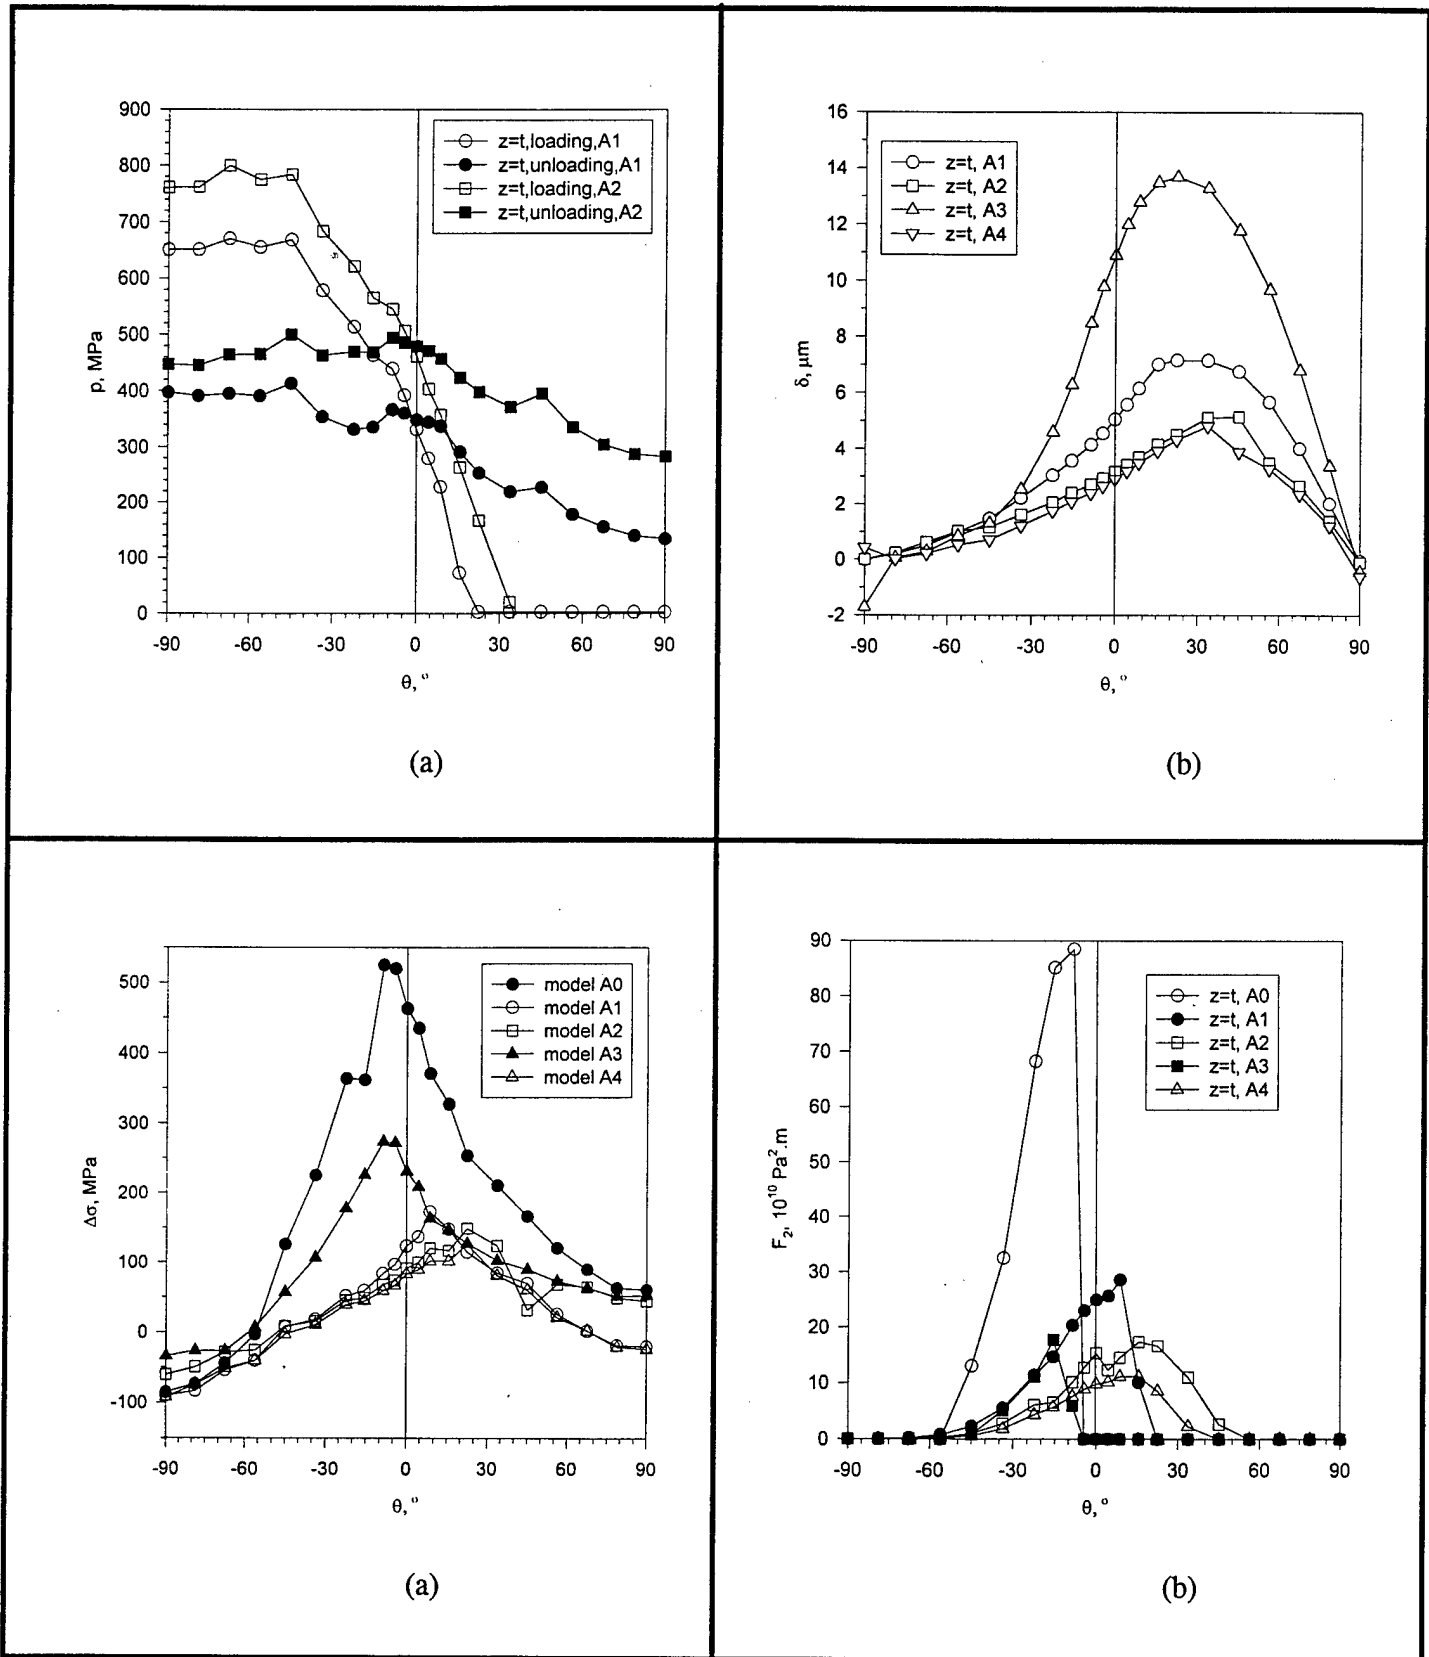 900
800
700
600
500
400
300
200
100
0
p, MPa
-90
-60
-30
0
30
60
90
θ, °
z=t,loading,A1
z=t,unloading,A1
z=t,loading,A2
z=t,unloading,A2
(a)
16
14
12
10
8
6
4
2
0
-2
δ, μm
-90
-60
-30
0
30
60
90
θ, °
z=t, A1
z=t, A2
z=t, A3
z=t, A4
(b)
500
400
300
200
100
0
-100
Δσ, MPa
-90
-60
-30
0
30
60
90
θ, °
model A0
model A1
model A2
model A3
model A4
(a)
90
80
70
60
50
40
30
20
10
0
F₂, 10¹⁰ Pa².m
-90
-60
-30
0
30
60
90
θ, °
z=t, A0
z=t, A1
z=t, A2
z=t, A3
z=t, A4
(b)